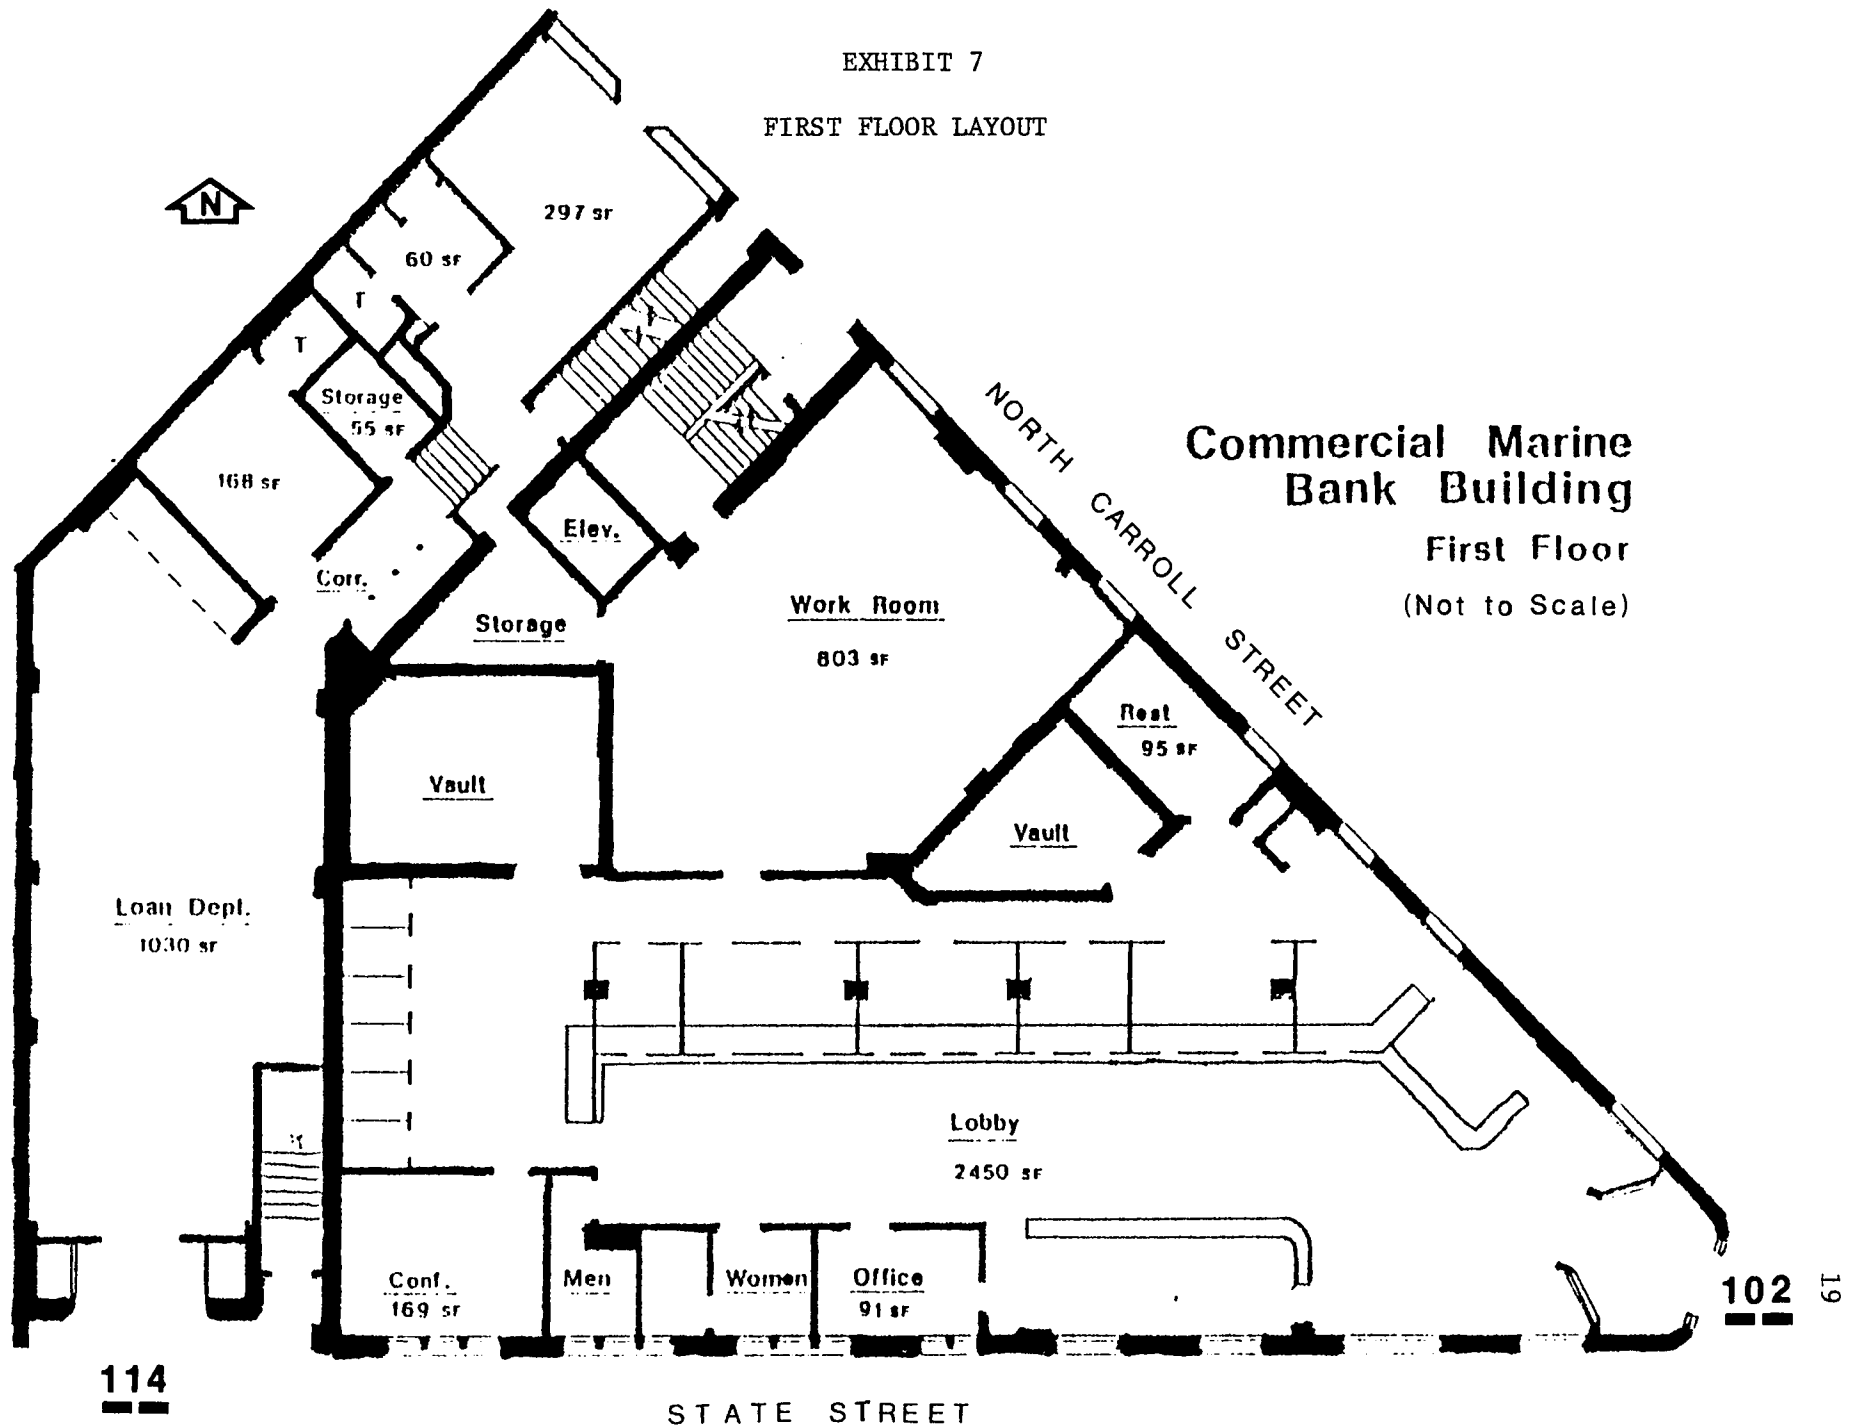 EXHIBIT 7
FIRST FLOOR LAYOUT
N
297 SF
60 SF
T
T
Storage
55 SF
168 SF
Corr.
Elev.
Storage
Work Room
803 SF
NORTH CARROLL STREET
Commercial Marine
Bank Building
First Floor
(Not to Scale)
Rest
95 SF
Vault
Vault
Loan Dept.
1030 SF
Lobby
2450 SF
Conf.
169 SF
Men
Women
Office
91 SF
102
19
114
STATE STREET